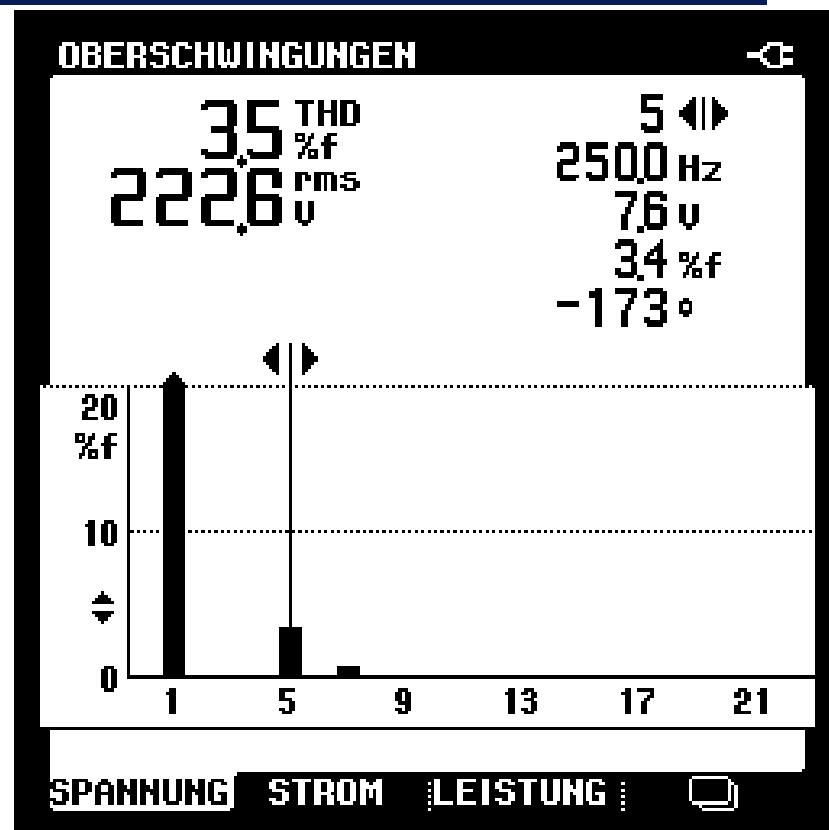 OBERSCHWINGUNGEN
3.5 THD %f
222.6 rms V
5
250.0 Hz
7.6 V
3.4 %f
-173°
20
%f
10
0
1 5 9 13 17 21
SPANNUNG STROM LEISTUNG